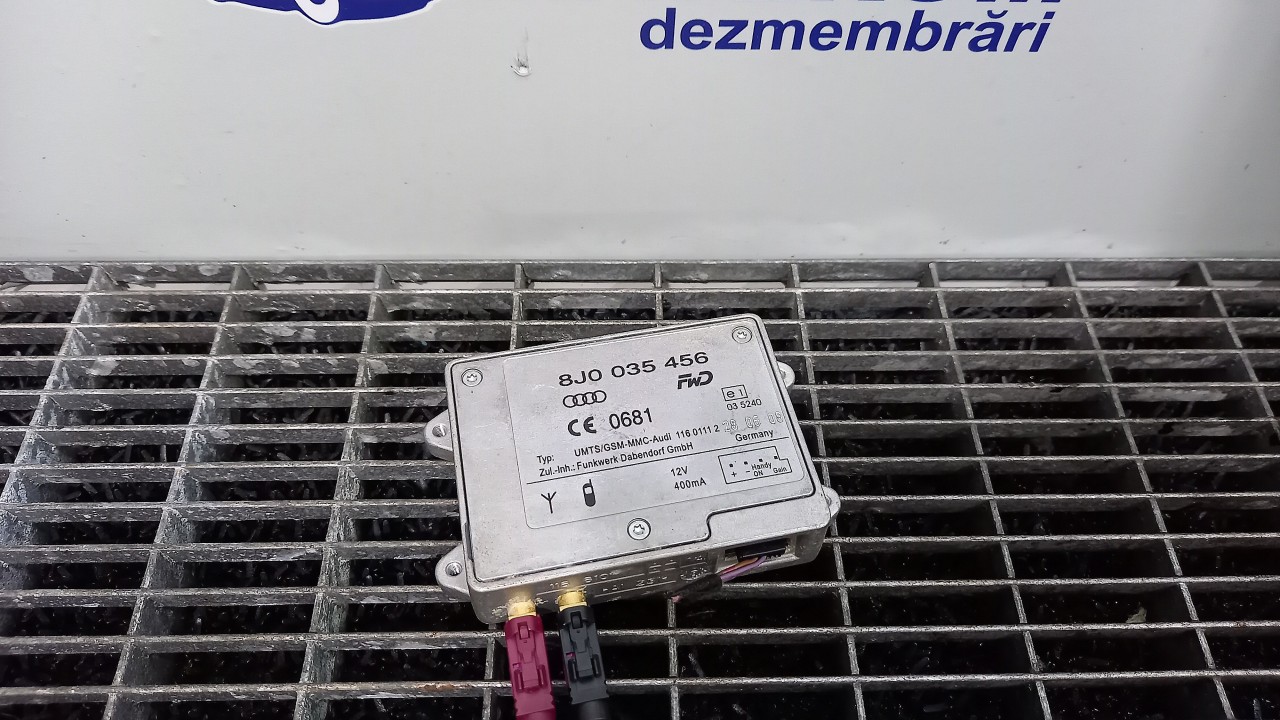 dezmembrări
8J0 035 456
FWD
CE 0681
e1
03 5240
Typ: UMTS/GSM-MMC-Audi 116 0111 2
Zul.-Inh.: Funkwerk Dabendorf GmbH
Germany
12V
400mA
+ - Handy ON Gain